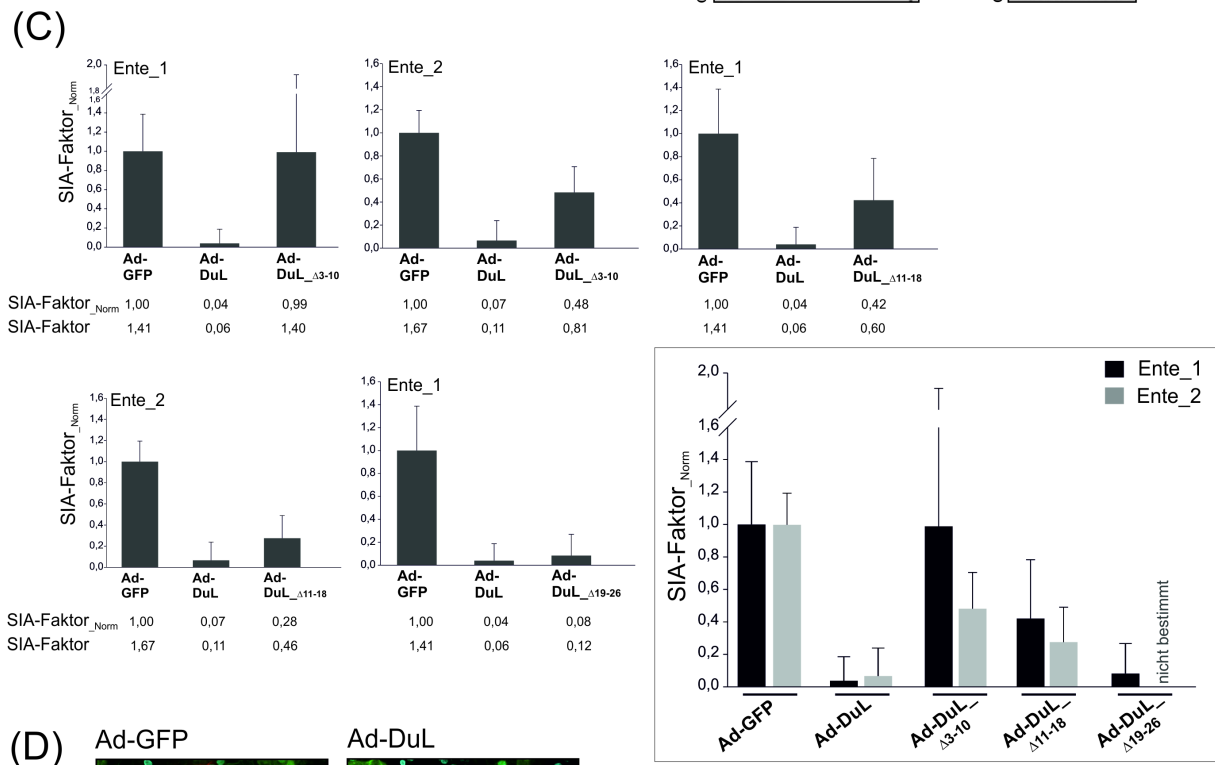 (C)
Ente_1
SIA-Faktor_Norm
2,0
1,8
1,6
1,4
1,2
1,0
0,8
0,6
0,4
0,2
0,0
Ad-GFP
Ad-DuL
Ad-DuL_Δ3-10
Ente_2
1,6
1,4
1,2
1,0
0,8
0,6
0,4
0,2
0,0
Ad-GFP
Ad-DuL
Ad-DuL_Δ3-10
Ente_1
1,6
1,4
1,2
1,0
0,8
0,6
0,4
0,2
0,0
Ad-GFP
Ad-DuL
Ad-DuL_Δ11-18
SIA-Faktor_Norm 1,00 0,04 0,99 1,00 0,07 0,48 1,00 0,04 0,42
SIA-Faktor 1,41 0,06 1,40 1,67 0,11 0,81 1,41 0,06 0,60
Ente_2
SIA-Faktor_Norm
1,6
1,4
1,2
1,0
0,8
0,6
0,4
0,2
0,0
Ad-GFP
Ad-DuL
Ad-DuL_Δ11-18
Ente_1
1,6
1,4
1,2
1,0
0,8
0,6
0,4
0,2
0,0
Ad-GFP
Ad-DuL
Ad-DuL_Δ19-26
SIA-Faktor_Norm 1,00 0,07 0,28 1,00 0,04 0,08
SIA-Faktor 1,67 0,11 0,46 1,41 0,06 0,12
Ente_1
Ente_2
SIA-Faktor_Norm
2,0
1,6
1,4
1,2
1,0
0,8
0,6
0,4
0,2
0,0
nicht bestimmt
Ad-GFP
Ad-DuL
Ad-DuL_Δ3-10
Ad-DuL_Δ11-18
Ad-DuL_Δ19-26
(D)
Ad-GFP
Ad-DuL